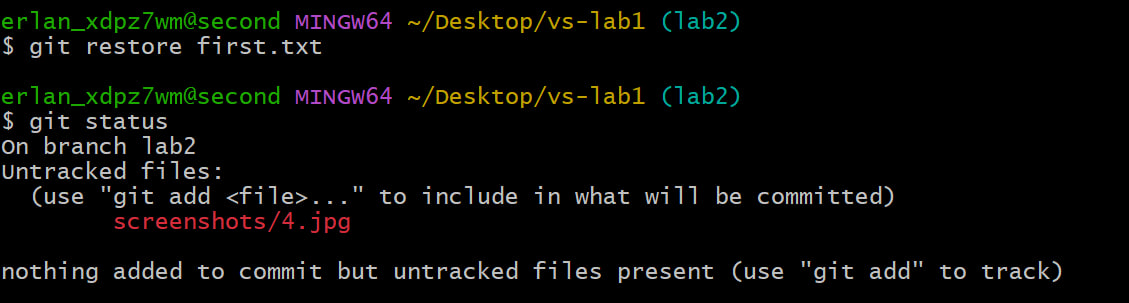 erlan_xdpz7wm@second MINGW64 ~/Desktop/vs-lab1 (lab2)
$ git restore first.txt
erlan_xdpz7wm@second MINGW64 ~/Desktop/vs-lab1 (lab2)
$ git status
On branch lab2
Untracked files:
  (use "git add <file>..." to include in what will be committed)
        screenshots/4.jpg
nothing added to commit but untracked files present (use "git add" to track)